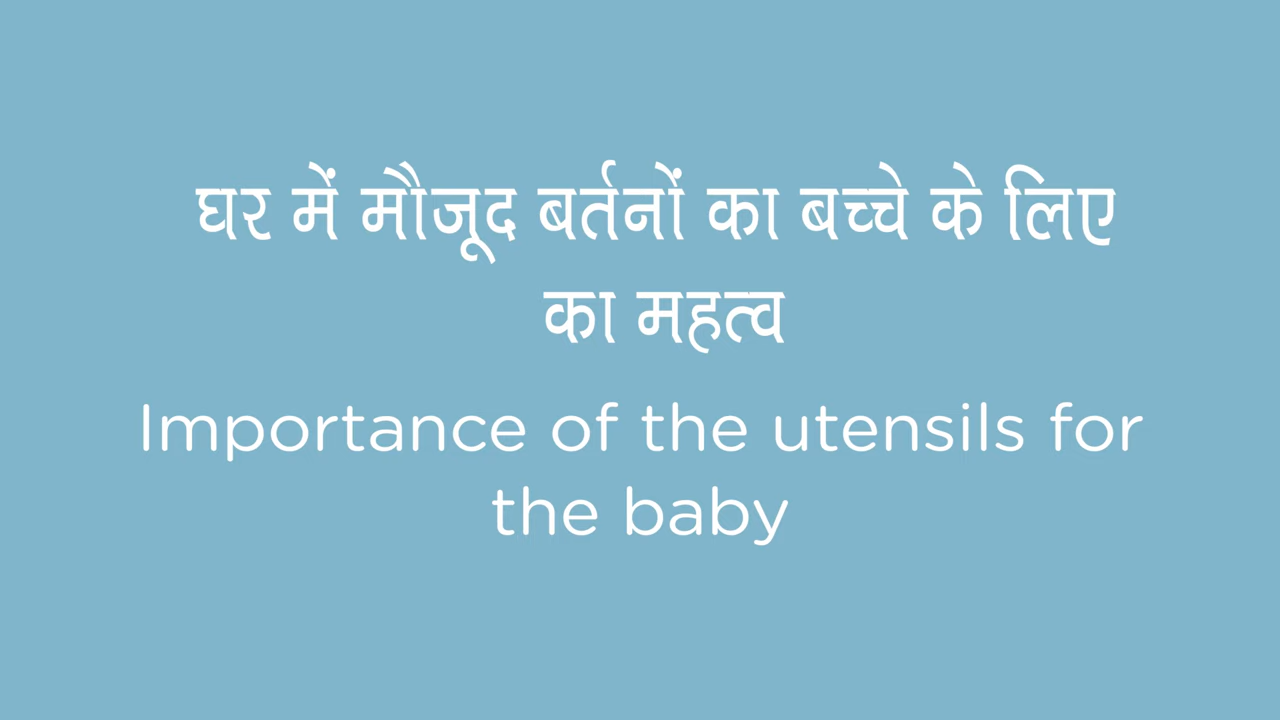 घर में मौजूद बर्तनों का बच्चे के लिए
का महत्व
Importance of the utensils for
the baby